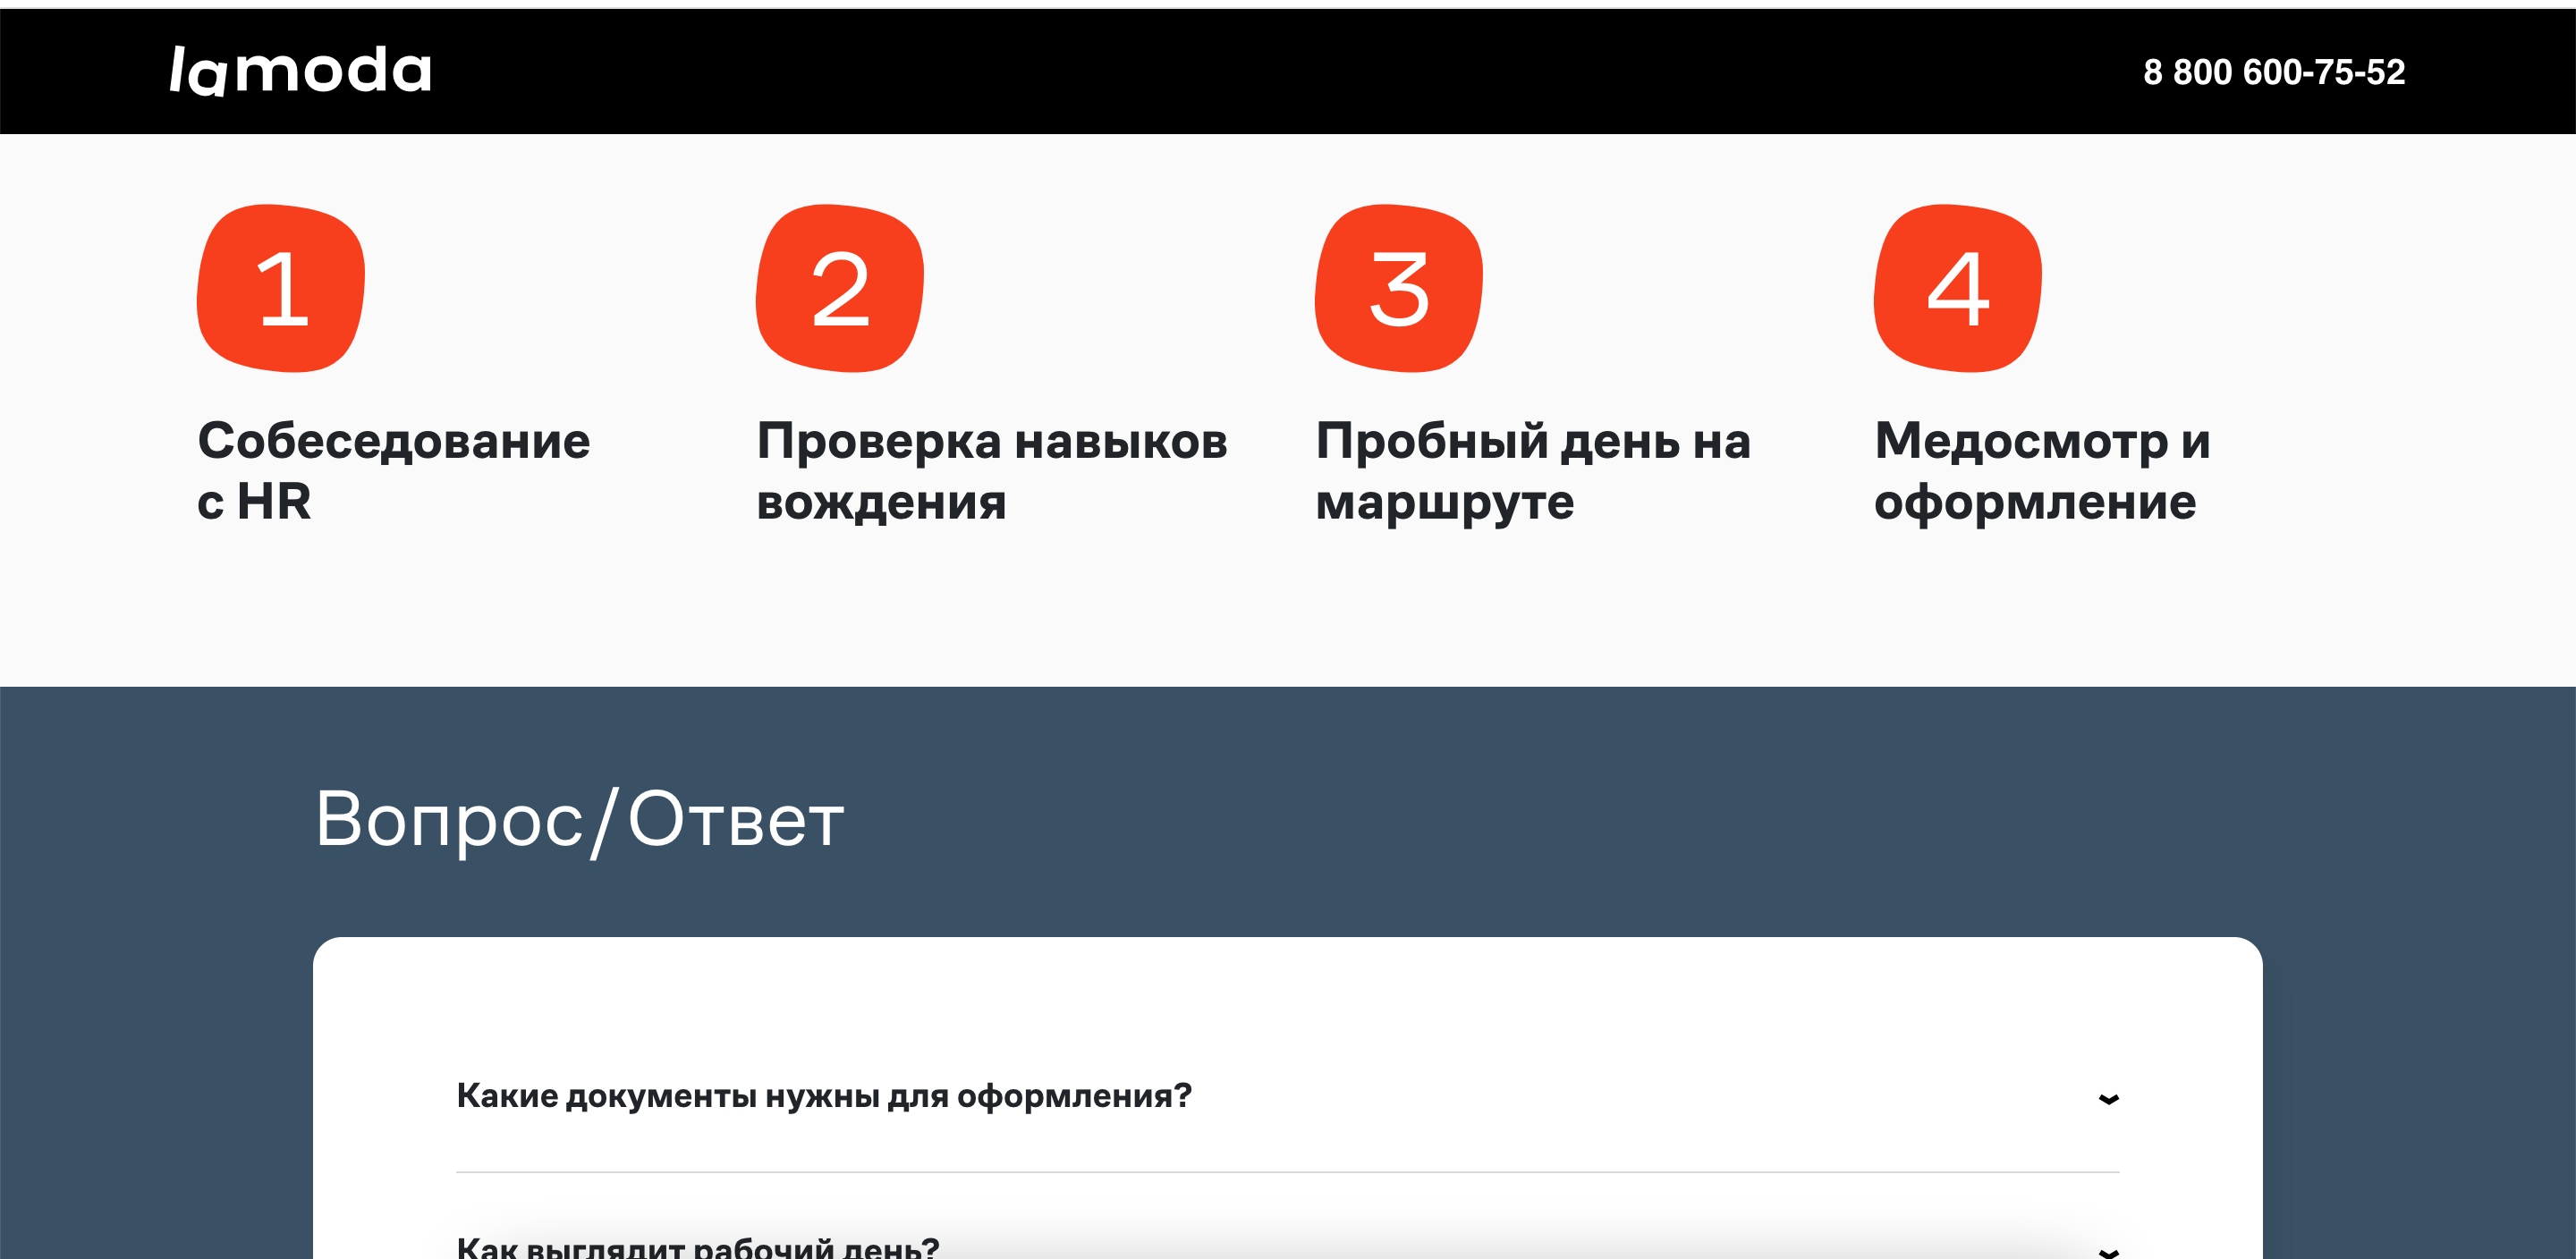 lamoda
8 800 600-75-52
1
2
3
4
Собеседование
с HR
Проверка навыков
вождения
Пробный день на
маршруте
Медосмотр и
оформление
Вопрос/Ответ
Какие документы нужны для оформления?
Как выглядит рабочий день?